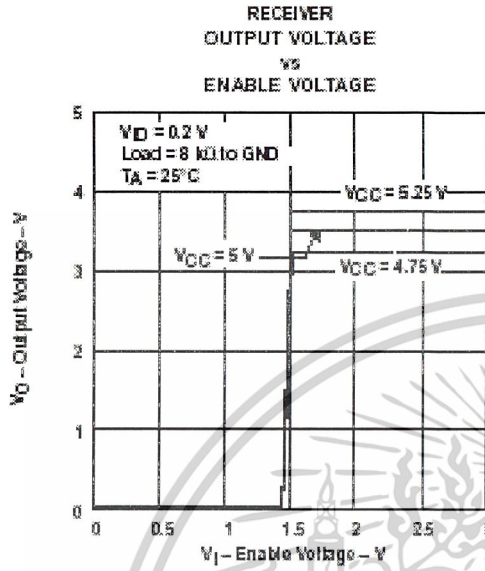 RECEIVER
OUTPUT VOLTAGE
vs
ENABLE VOLTAGE
VID = 0.2 V
Load = 8 kΩ to GND
TA = 25°C
VCC = 5.25 V
VCC = 5 V
VCC = 4.75 V
VO – Output Voltage – V
5
4
3
2
1
0
0 0.5 1 1.5 2 2.5
VI – Enable Voltage – V